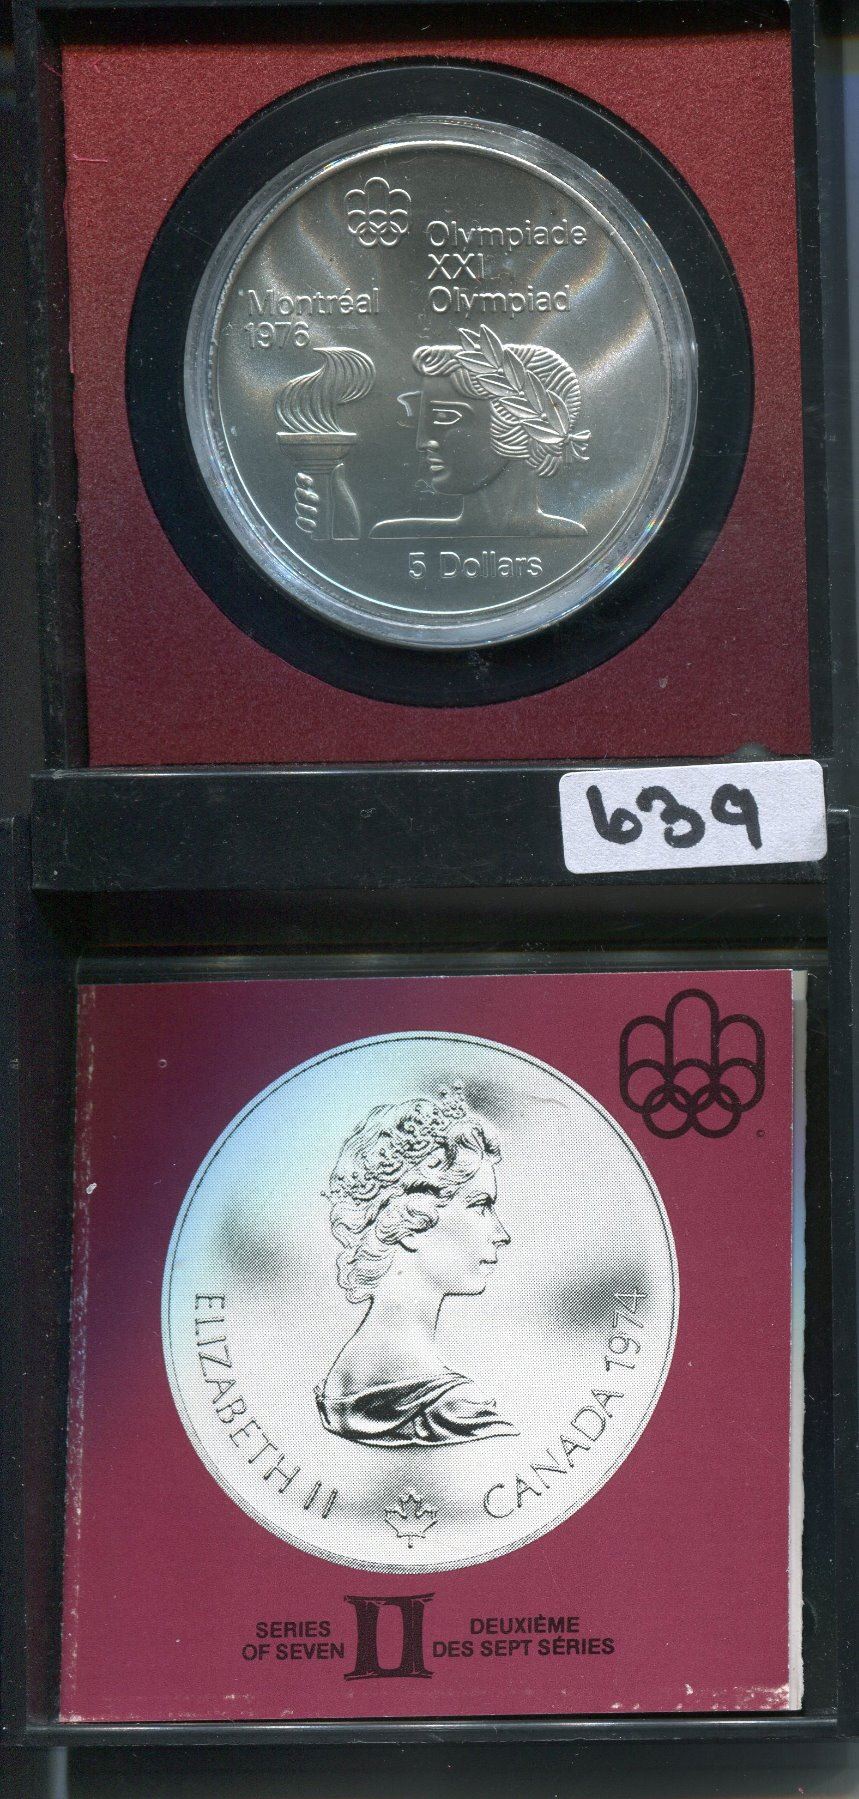 Olympiade
XXI
Olympiad
Montréal
1976
5 Dollars
639
ELIZABETH II
CANADA 1974
SERIES
OF SEVEN
II
DEUXIÈME
DES SEPT SÉRIES
©